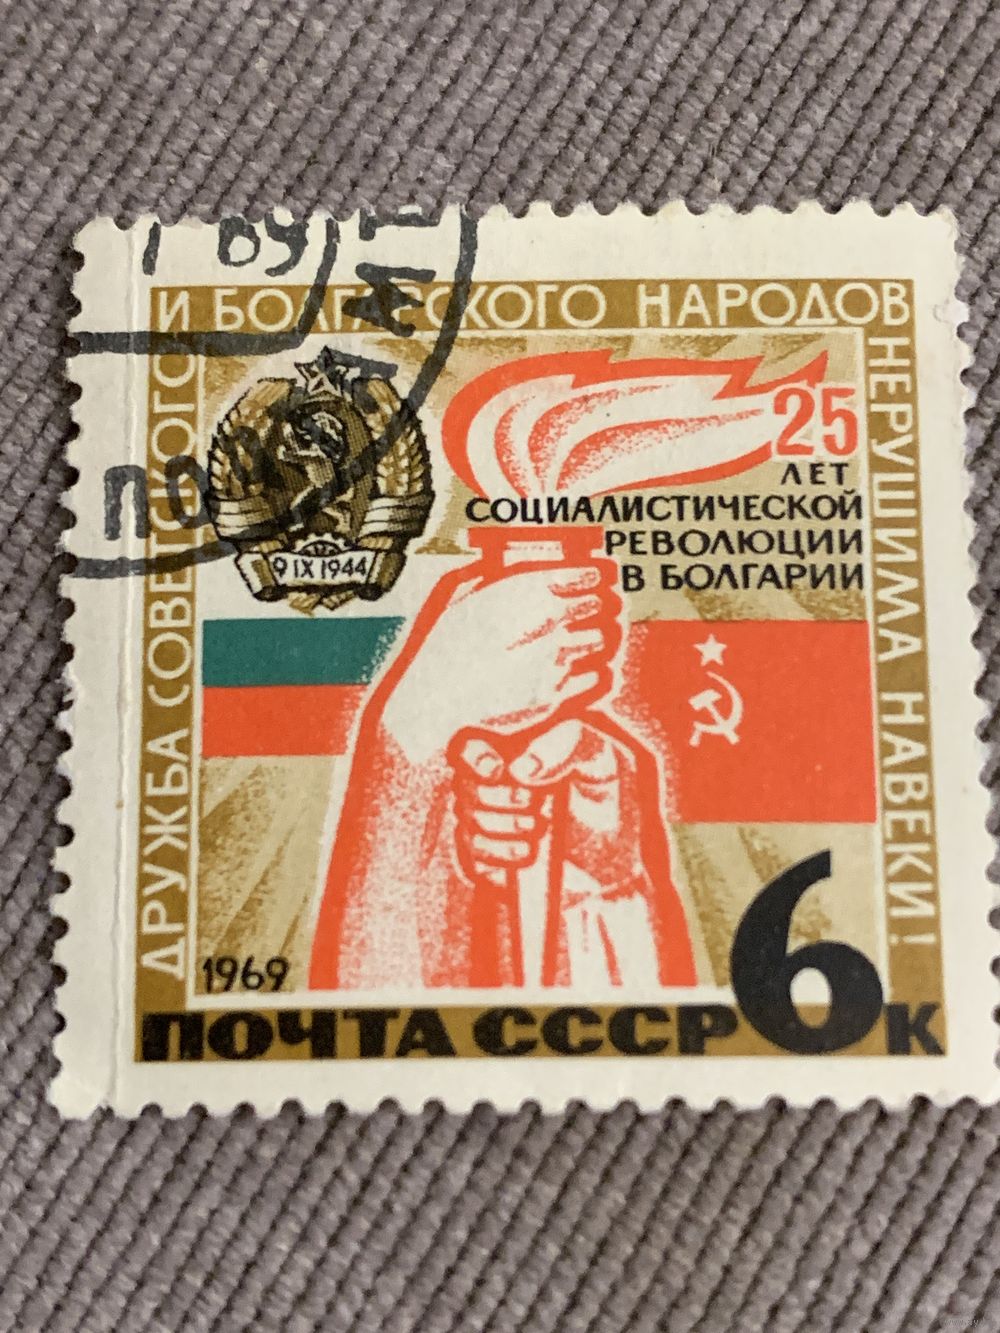 ДРУЖБА СОВЕТСКОГО И БОЛГАРСКОГО НАРОДОВ НЕРУШИМА НАВЕКИ!
25
ЛЕТ
СОЦИАЛИСТИЧЕСКОЙ
РЕВОЛЮЦИИ
В БОЛГАРИИ
9 IX 1944
1969
ПОЧТА СССР 6 К